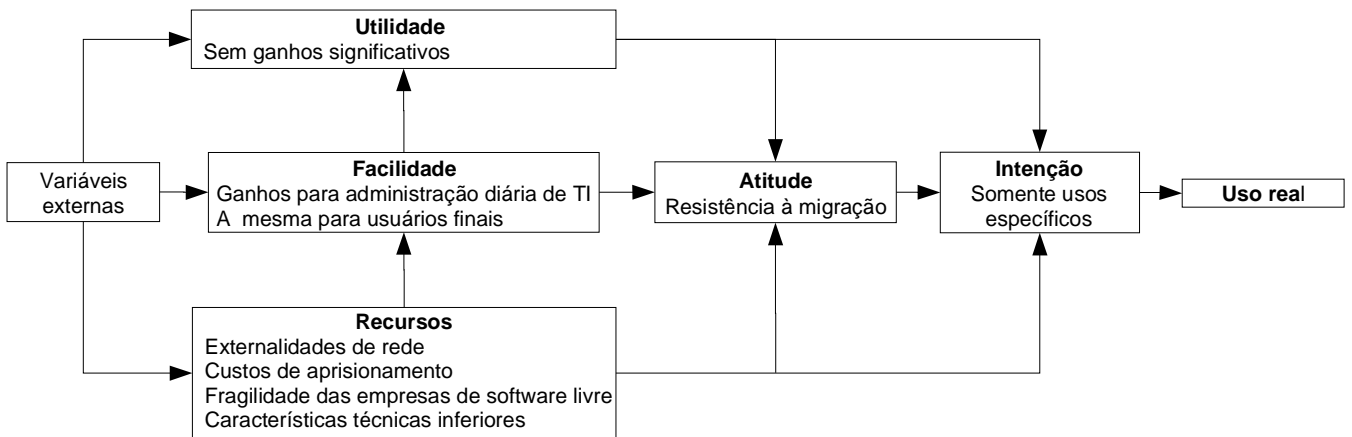 Utilidade
Sem ganhos significativos
Variáveis
externas
Facilidade
Ganhos para administração diária de TI
A mesma para usuários finais
Atitude
Resistência à migração
Intenção
Somente usos
específicos
Uso real
Recursos
Externalidades de rede
Custos de aprisionamento
Fragilidade das empresas de software livre
Características técnicas inferiores